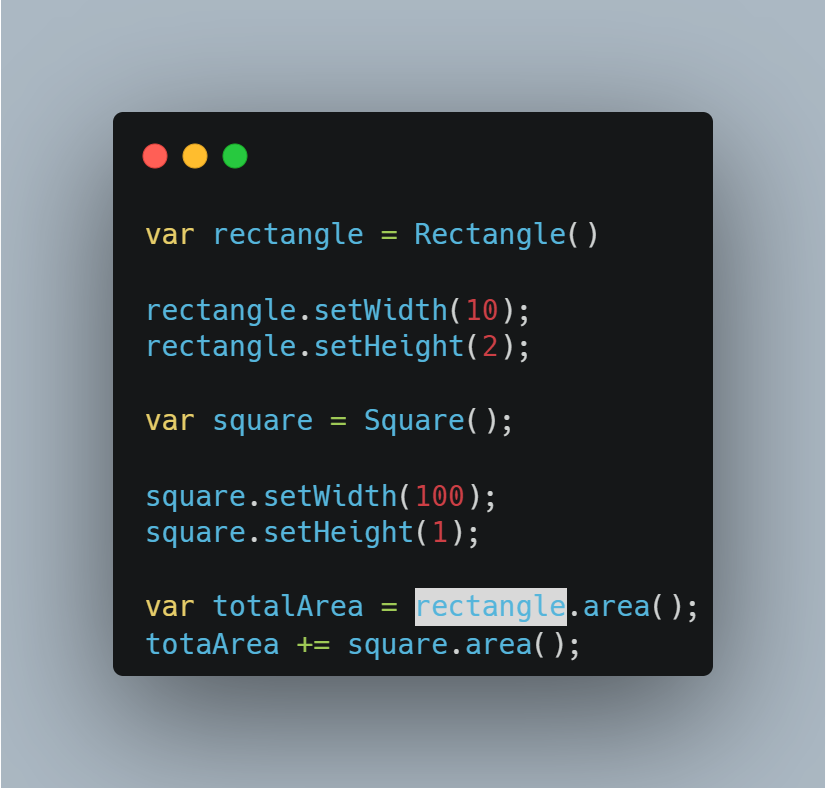 var rectangle = Rectangle()
rectangle.setWidth(10);
rectangle.setHeight(2);
var square = Square();
square.setWidth(100);
square.setHeight(1);
var totalArea = rectangle.area();
totaArea += square.area();